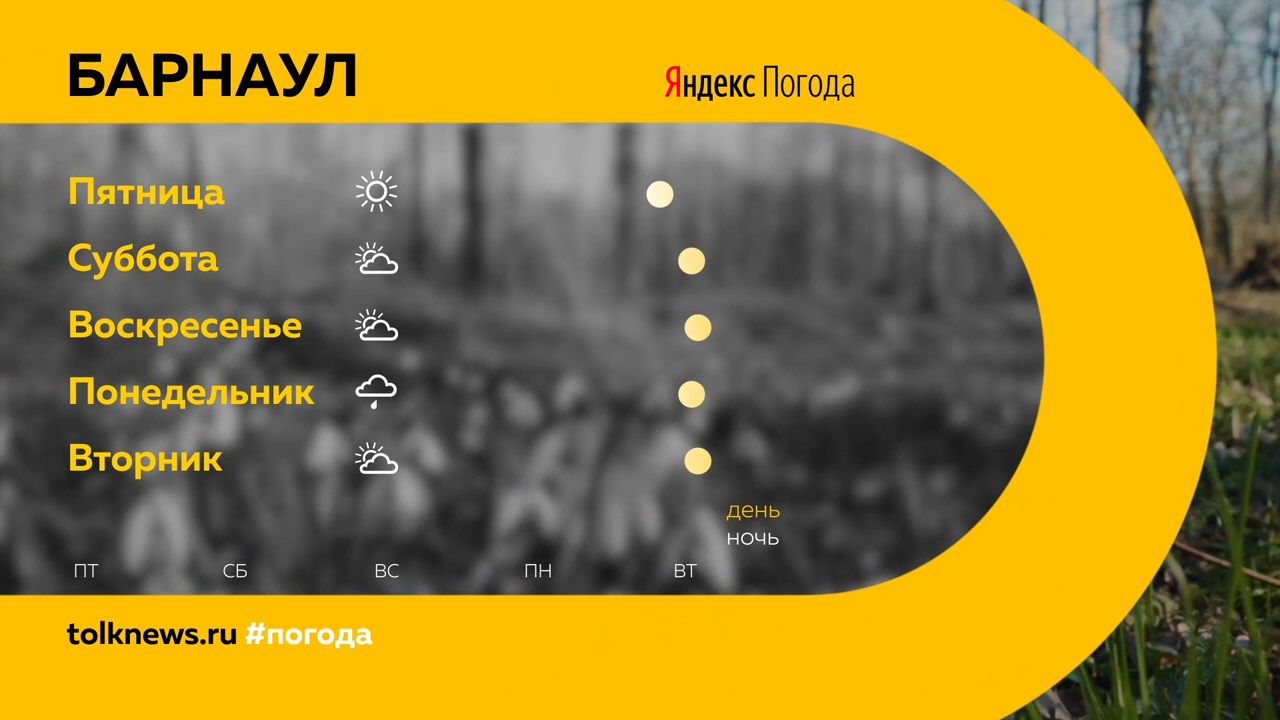 БАРНАУЛ
Яндекс Погода
Пятница
Суббота
Воскресенье
Понедельник
Вторник
день
ночь
ПТ СБ ВС ПН ВТ
tolknews.ru #погода